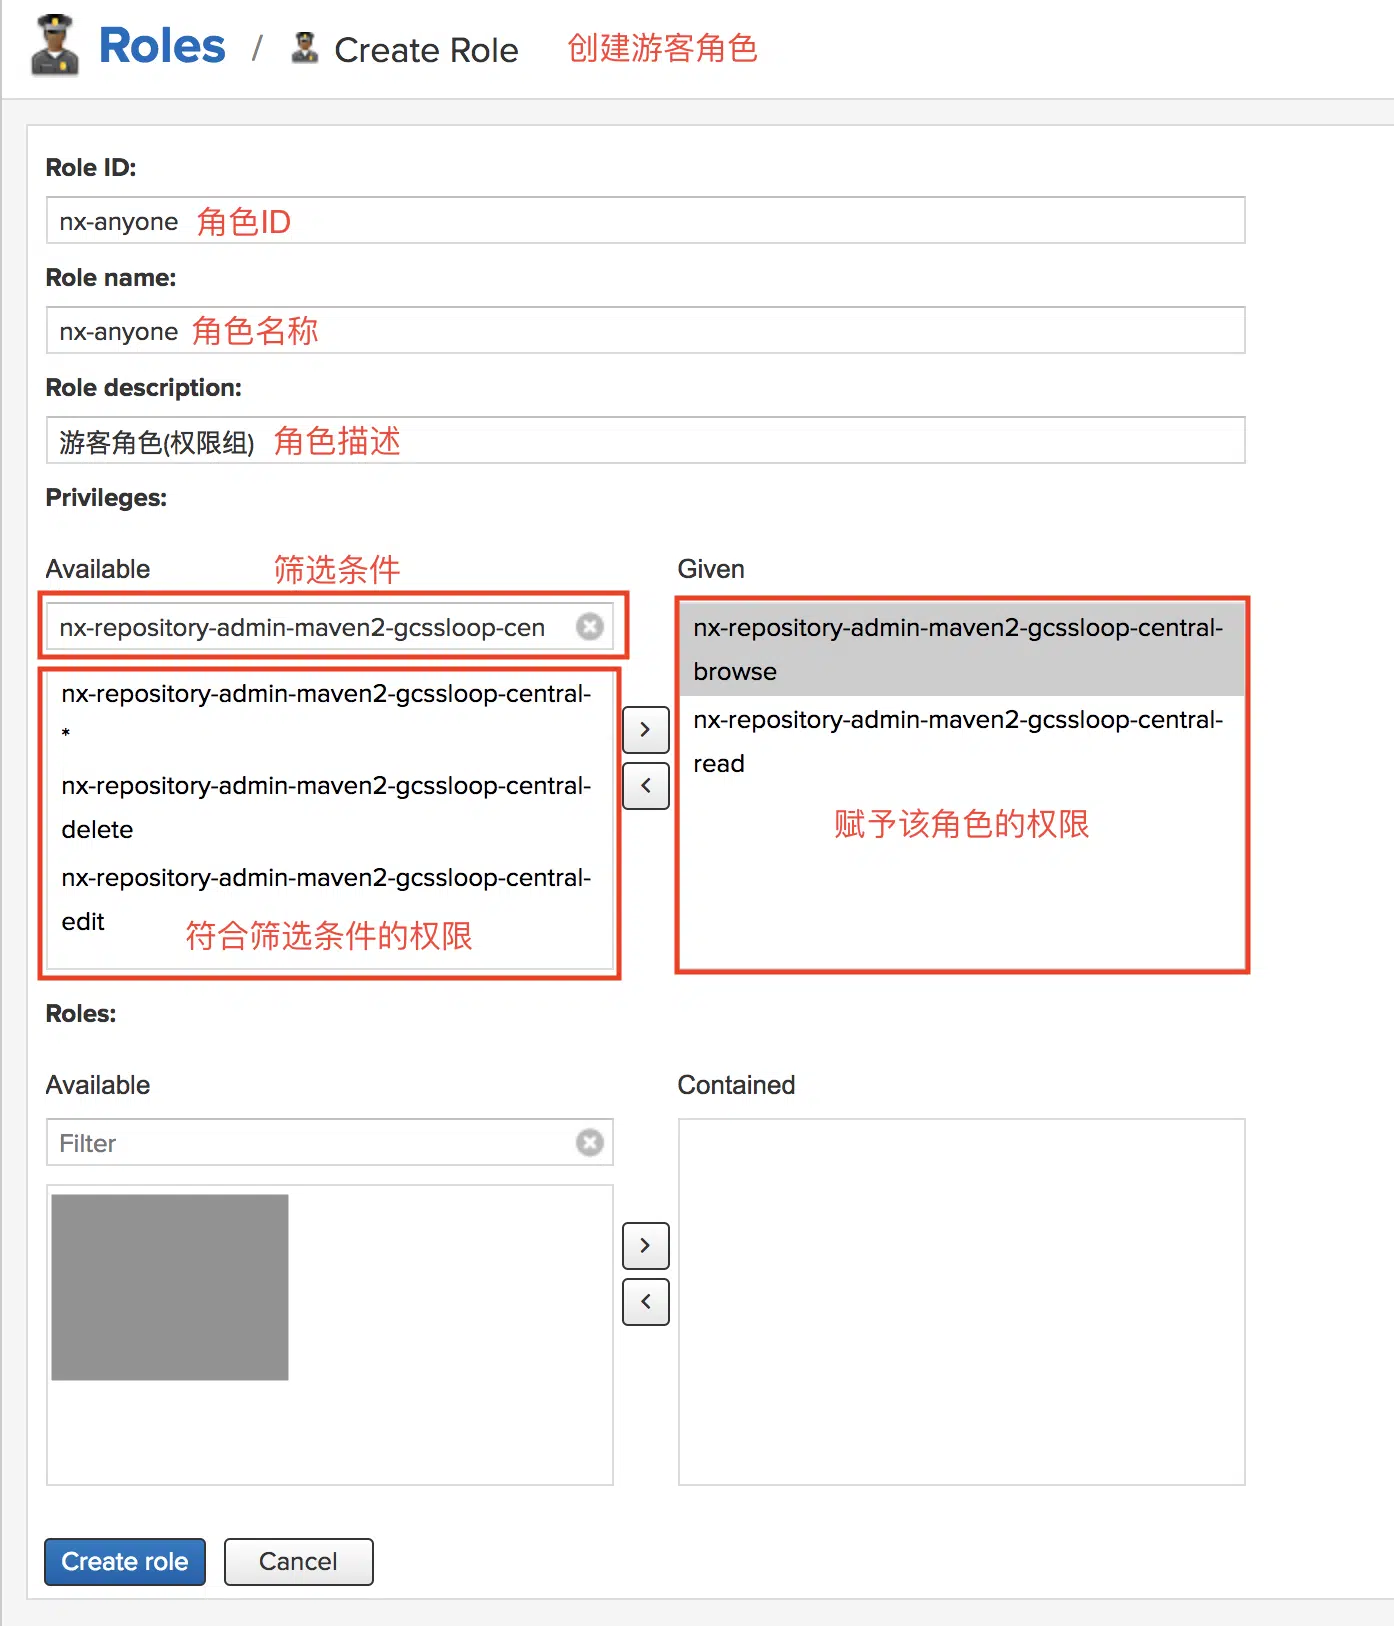 Roles / Create Role 创建游客角色
Role ID:
nx-anyone 角色ID
Role name:
nx-anyone 角色名称
Role description:
游客角色(权限组) 角色描述
Privileges:
Available 筛选条件
nx-repository-admin-maven2-gcssloop-cen
nx-repository-admin-maven2-gcssloop-central-
*
nx-repository-admin-maven2-gcssloop-central-
delete
nx-repository-admin-maven2-gcssloop-central-
edit
符合筛选条件的权限
>
<
Given
nx-repository-admin-maven2-gcssloop-central-
browse
nx-repository-admin-maven2-gcssloop-central-
read
赋予该角色的权限
Roles:
Available
Filter
>
<
Contained
Create role Cancel